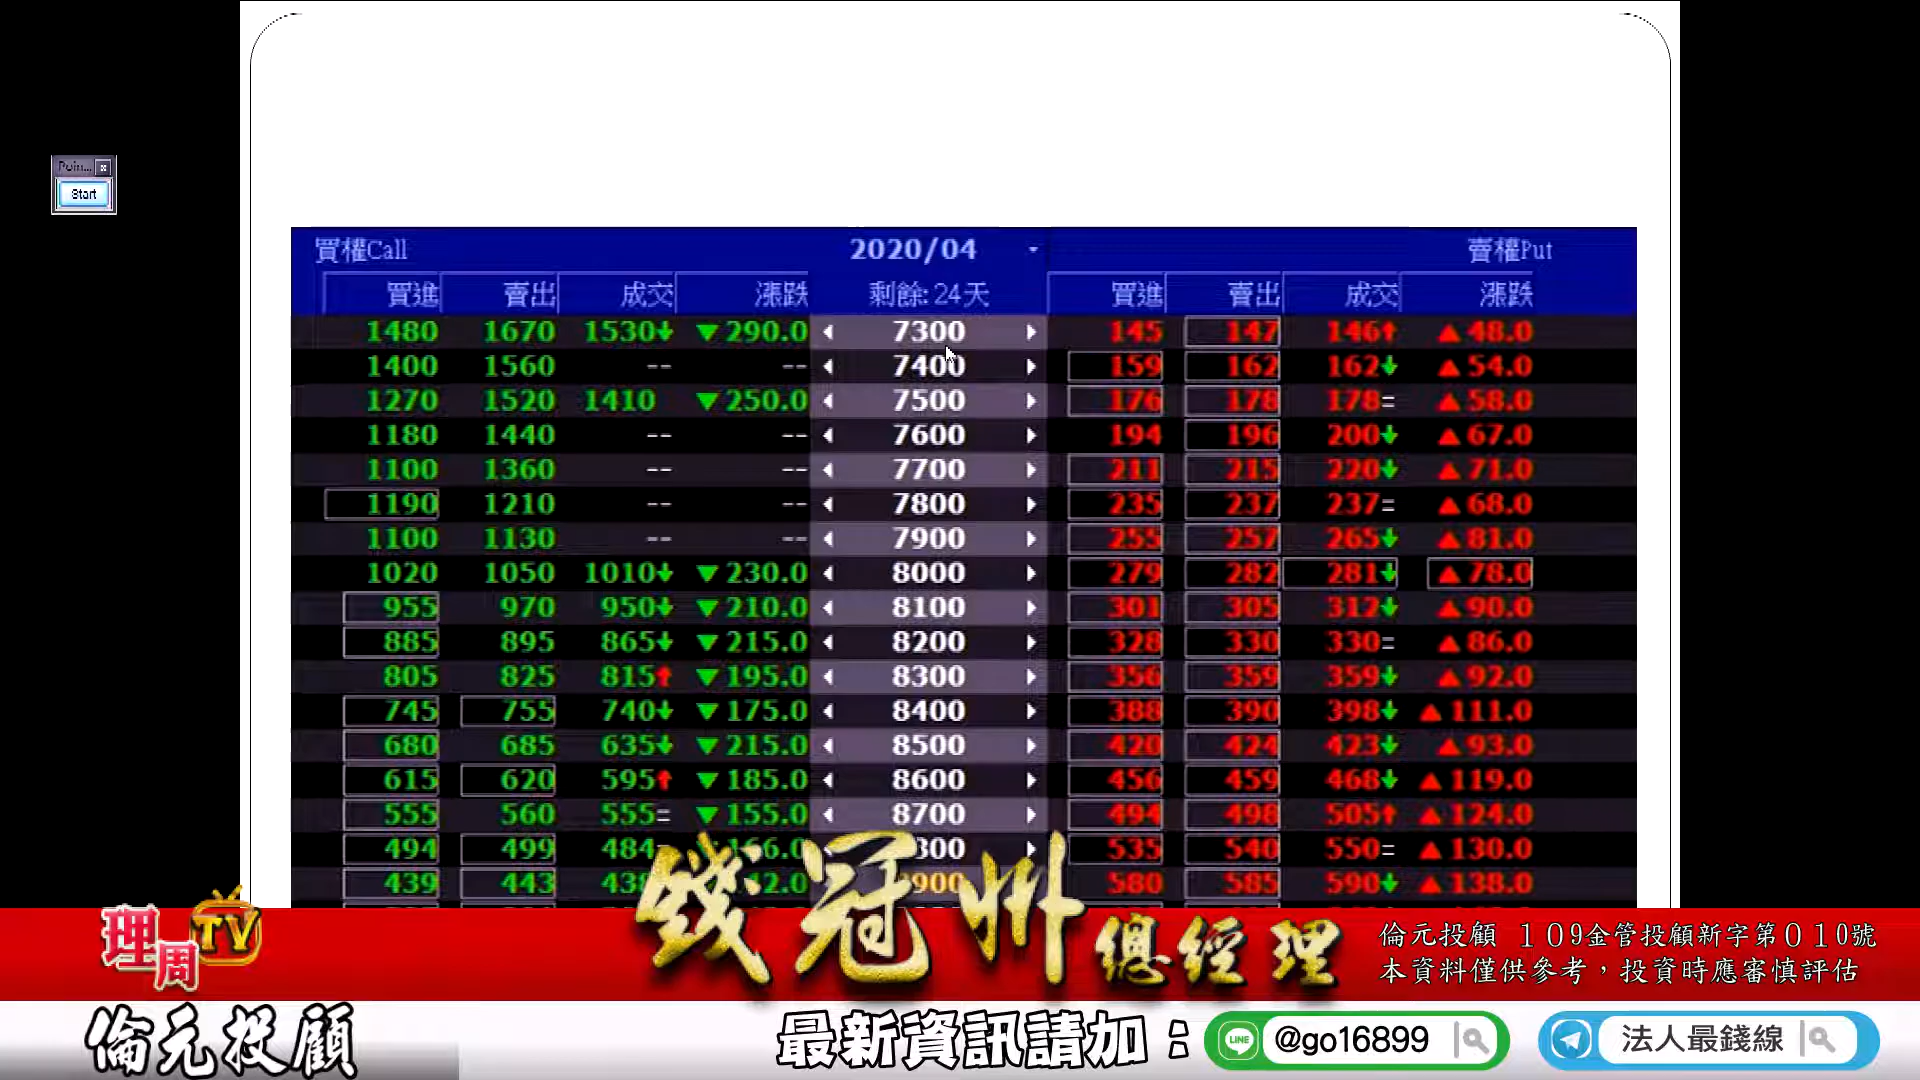 Poin...
Start
買權Call 2020/04 賣權Put
買進 賣出 成交 漲跌 剩餘: 24天 買進 賣出 成交 漲跌
1480 1670 1530↓ ▼290.0 7300 145 147 146↑ ▲48.0
1400 1560 -- -- 7400 159 162 162↓ ▲54.0
1270 1520 1410 ▼250.0 7500 176 178 178= ▲58.0
1180 1440 -- -- 7600 194 196 200↓ ▲67.0
1100 1360 -- -- 7700 211 215 220↓ ▲71.0
1190 1210 -- -- 7800 235 237 237= ▲68.0
1100 1130 -- -- 7900 255 257 265↓ ▲81.0
1020 1050 1010↓ ▼230.0 8000 279 282 281↓ ▲78.0
955 970 950↓ ▼210.0 8100 301 305 312↓ ▲90.0
885 895 865↓ ▼215.0 8200 328 330 330= ▲86.0
805 825 815↑ ▼195.0 8300 356 359 359↓ ▲92.0
745 755 740↓ ▼175.0 8400 388 390 398↓ ▲111.0
680 685 635↓ ▼215.0 8500 420 424 423↓ ▲93.0
615 620 595↑ ▼185.0 8600 456 459 468↓ ▲119.0
555 560 555= ▼155.0 8700 494 498 505↑ ▲124.0
494 499 484 166.0 300 535 540 550= ▲130.0
439 443 2.0 900 580 585 590↓ ▲138.0
理周TV
錢冠州總經理
倫元投顧 109金管投顧新字第010號
本資料僅供參考，投資時應審慎評估
倫元投顧
最新資訊請加：
LINE @go16899
法人最錢線